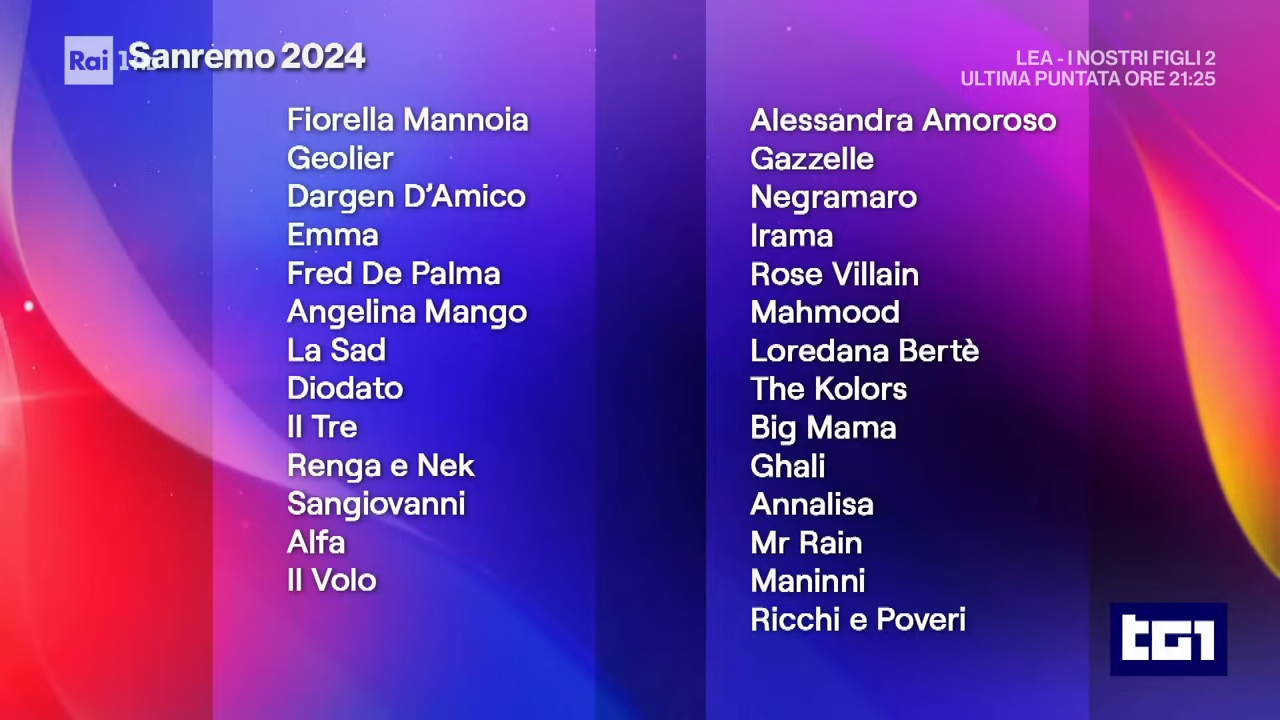 Rai 1
Sanremo 2024
LEA - I NOSTRI FIGLI 2
ULTIMA PUNTATA ORE 21:25
Fiorella Mannoia
Geolier
Dargen D’Amico
Emma
Fred De Palma
Angelina Mango
La Sad
Diodato
Il Tre
Renga e Nek
Sangiovanni
Alfa
Il Volo
Alessandra Amoroso
Gazzelle
Negramaro
Irama
Rose Villain
Mahmood
Loredana Bertè
The Kolors
Big Mama
Ghali
Annalisa
Mr Rain
Maninni
Ricchi e Poveri
tG1